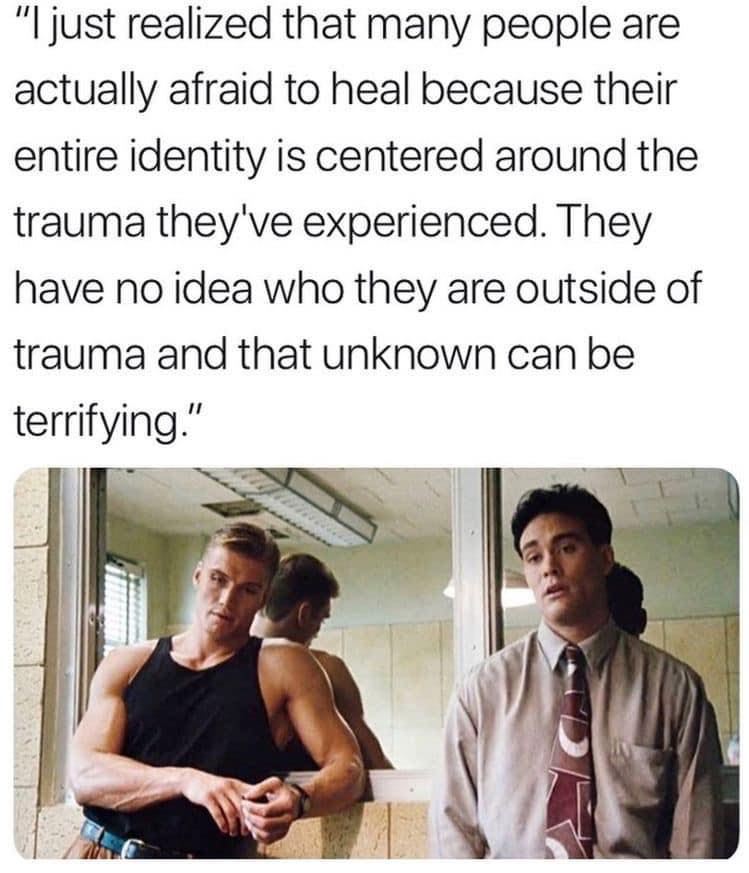 "I just realized that many people are
actually afraid to heal because their
entire identity is centered around the
trauma they've experienced. They
have no idea who they are outside of
trauma and that unknown can be
terrifying."